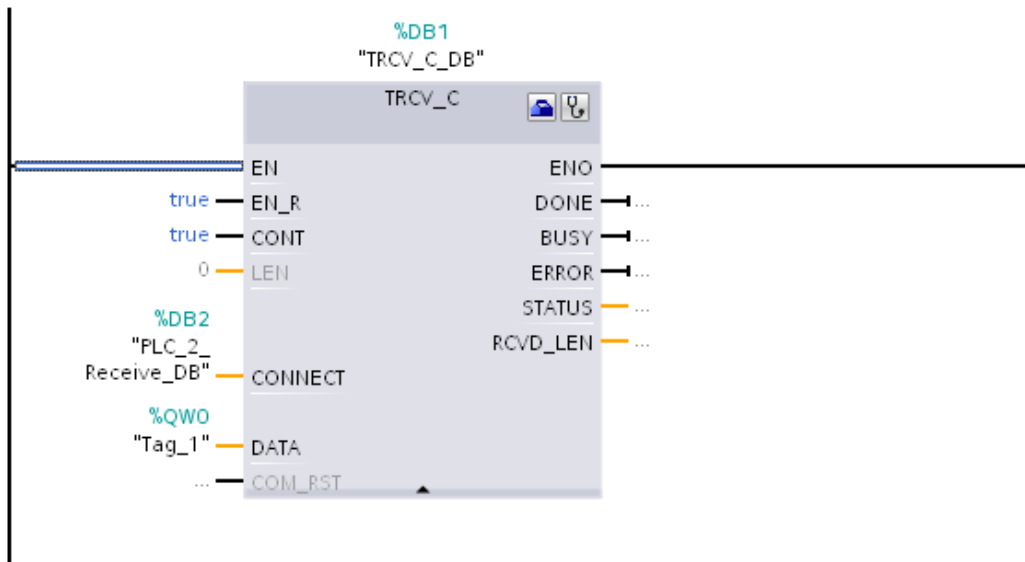 %DB1
"TRCV_C_DB"
TRCV_C
EN
ENO
true
EN_R
DONE
...
true
CONT
BUSY
...
0
LEN
ERROR
...
STATUS
...
%DB2
"PLC_2_
Receive_DB"
CONNECT
RCVD_LEN
...
%QW0
"Tag_1"
DATA
...
COM_RST